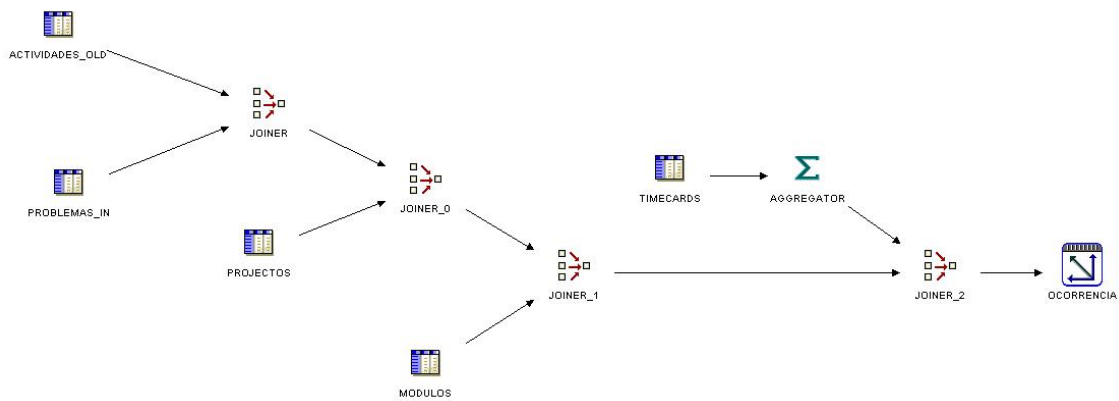 ACTIVIDADES_OLD
JOINER
PROBLEMAS_IN
JOINER_0
TIMECARDS
AGGREGATOR
PROJECTOS
JOINER_1
JOINER_2
OCORRENCIA
MODULOS